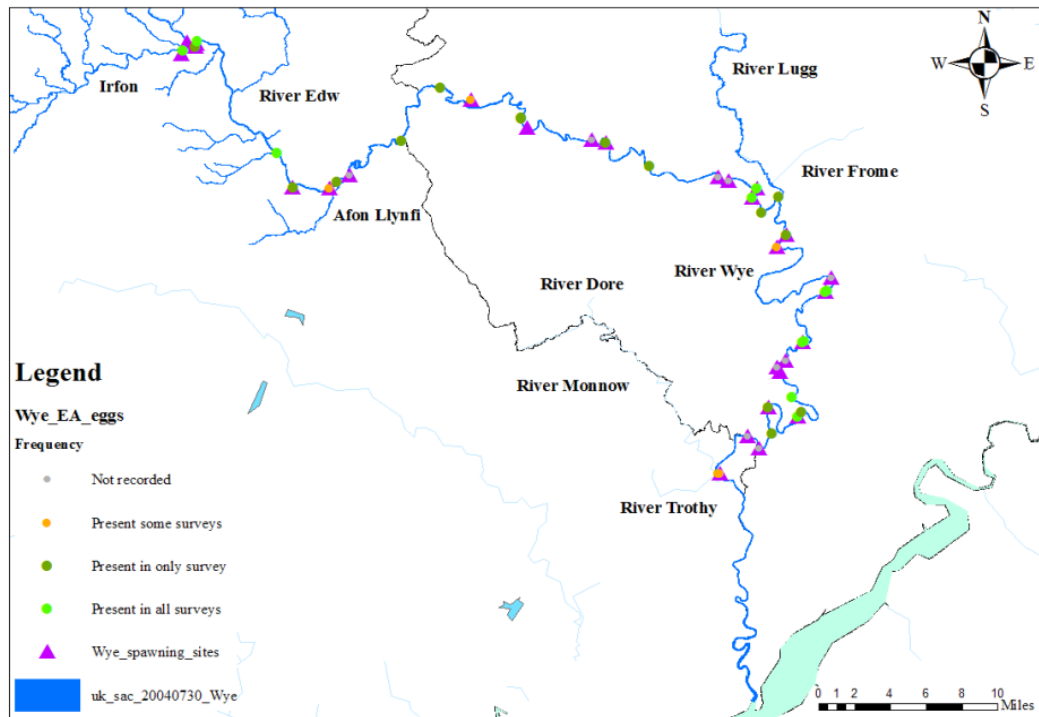 N
W E
S
River Lugg
Irfon
River Edw
River Frome
Afon Llynfi
River Wye
River Dore
River Monnow
River Trothy
Legend
Wye_EA_eggs
Frequency
Not recorded
Present some surveys
Present in only survey
Present in all surveys
Wye_spawning_sites
uk_sac_20040730_Wye
0 1 2 4 6 8 10
Miles